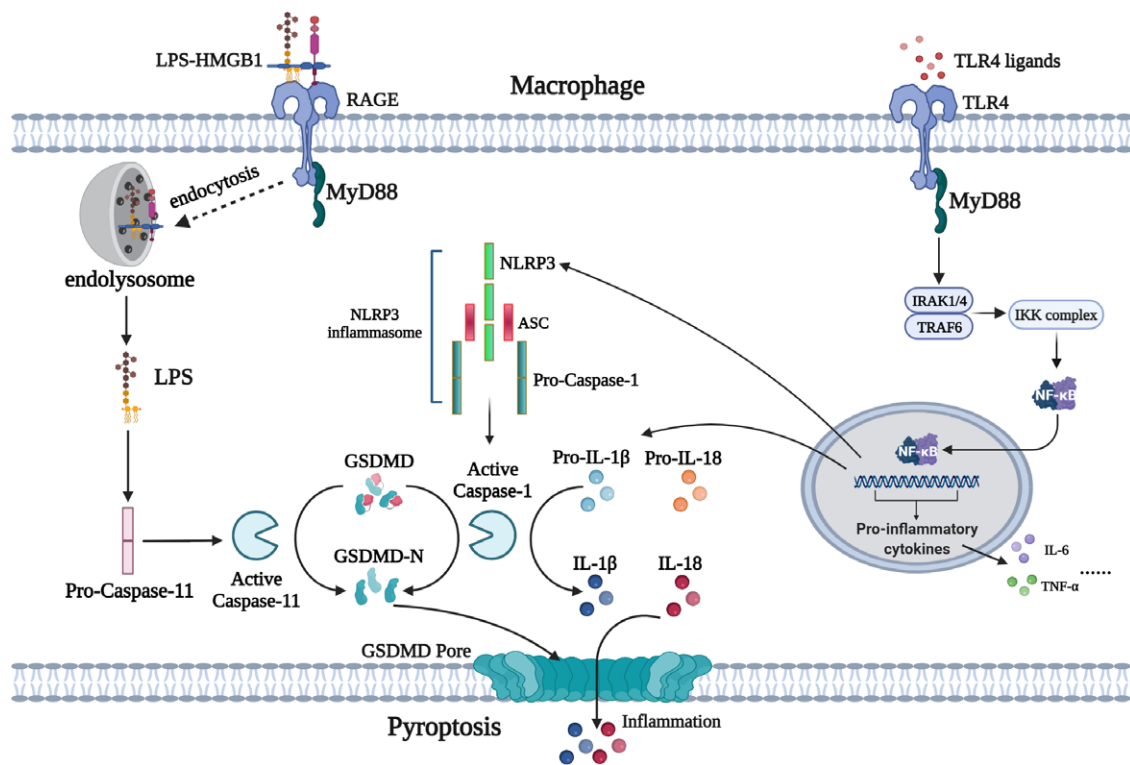 LPS-HMGB1
RAGE
Macrophage
TLR4 ligands
TLR4
endocytosis
MyD88
MyD88
endolysosome
NLRP3
NLRP3
inflammasome
ASC
Pro-Caspase-1
IRAK1/4
TRAF6
IKK complex
LPS
NF-κB
NF-κB
GSDMD
Active
Caspase-1
Pro-IL-1β
Pro-IL-18
Pro-inflammatory
cytokines
IL-6
TNF-α
......
Pro-Caspase-11
Active
Caspase-11
GSDMD-N
IL-1β
IL-18
GSDMD Pore
Pyroptosis
Inflammation